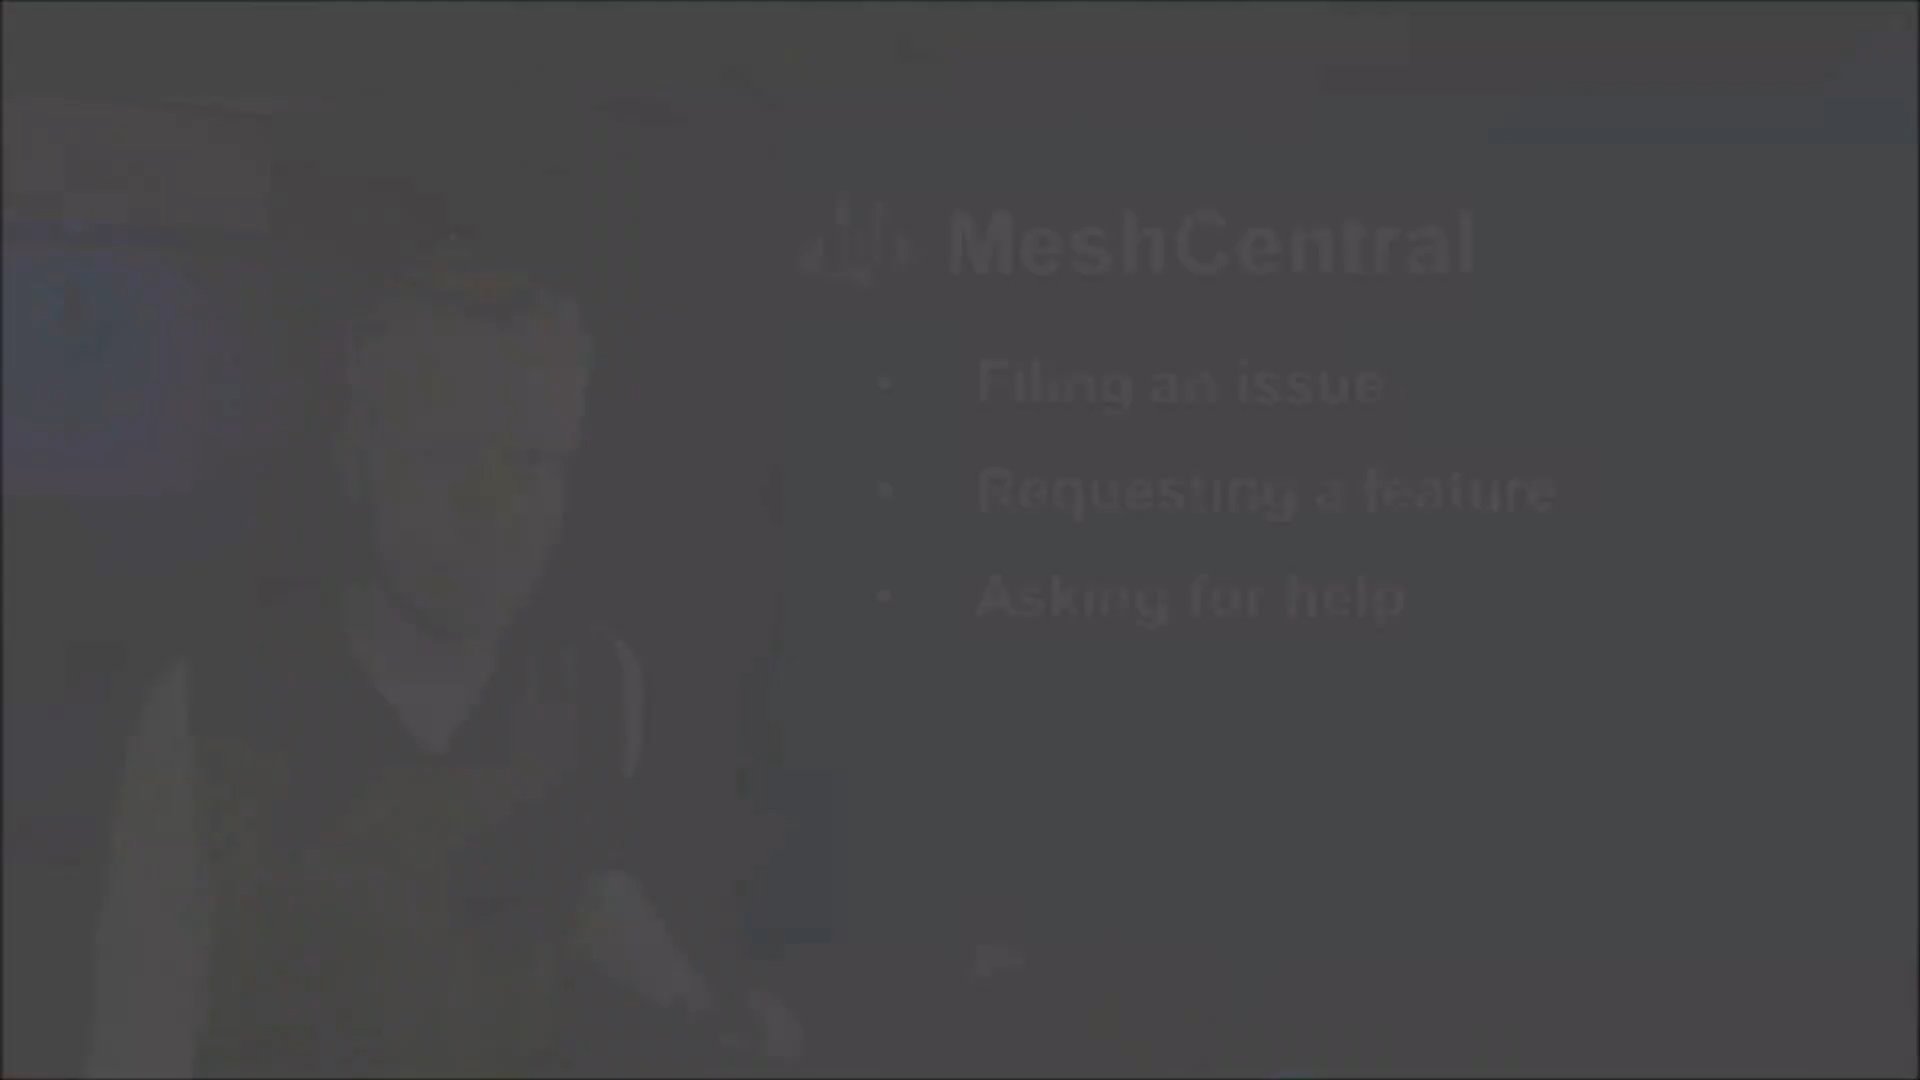 MeshCentral
• Filing an issue
• Requesting a feature
• Asking for help